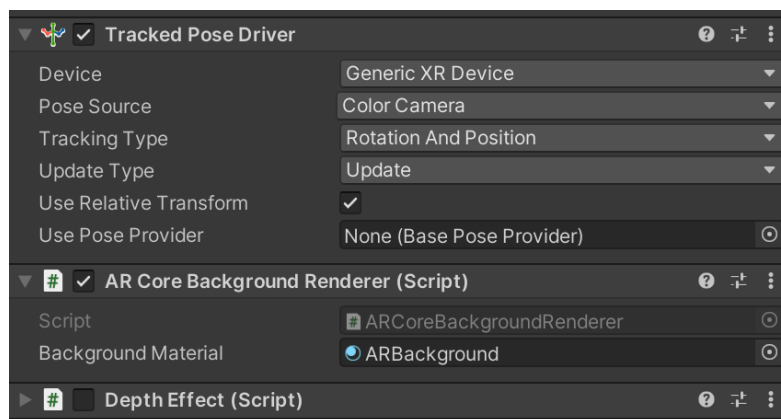 Tracked Pose Driver
Device Generic XR Device
Pose Source Color Camera
Tracking Type Rotation And Position
Update Type Update
Use Relative Transform
Use Pose Provider None (Base Pose Provider)
# AR Core Background Renderer (Script)
Script # ARCoreBackgroundRenderer
Background Material ARBackground
# Depth Effect (Script)